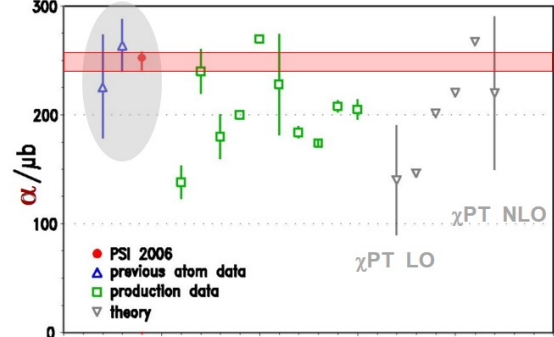 300
200
α/μb
100
χPT NLO
χPT LO
PSI 2006
previous atom data
production data
theory
0